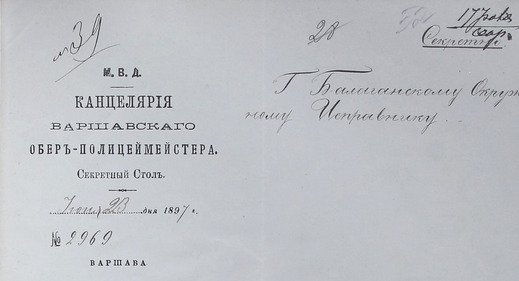 № 39
28
Секретно.
М. В. Д.
КАНЦЕЛЯРІЯ
ВАРШАВСКАГО
ОБЕРЪ-ПОЛИЦЕЙМЕЙСТЕРА.
Секретный Столъ.
23 дня 1897 г.
№ 2969
ВАРШАВА
Г. Балаганскому Окруж
ному Исправнику.